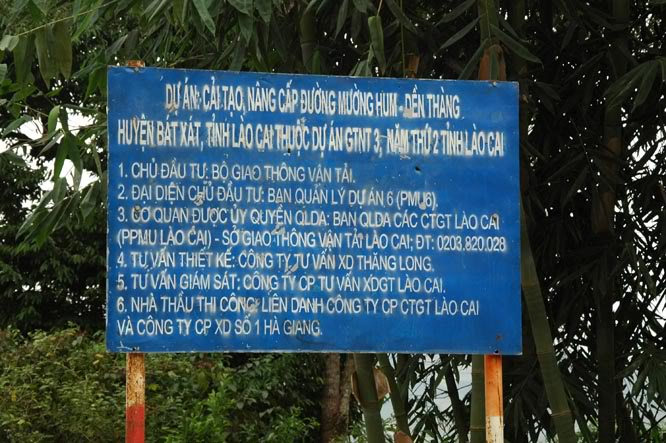 DỰ ÁN: CẢI TẠO, NÂNG CẤP ĐƯỜNG MƯỜNG HUM - DỀN THÀNG
HUYỆN BÁT XÁT, TỈNH LÀO CAI THUỘC DỰ ÁN GTNT 3, NĂM THỨ 2 TỈNH LÀO CAI
1. CHỦ ĐẦU TƯ: BỘ GIAO THÔNG VẬN TẢI.
2. ĐẠI DIỆN CHỦ ĐẦU TƯ: BAN QUẢN LÝ DỰ ÁN 6 (PMU6).
3. CƠ QUAN ĐƯỢC ỦY QUYỀN QLDA: BAN QLDA CÁC CTGT LÀO CAI
(PPMU LÀO CAI) - SỞ GIAO THÔNG VẬN TẢI LÀO CAI; ĐT: 0203.820.028
4. TƯ VẤN THIẾT KẾ: CÔNG TY TƯ VẤN XD THĂNG LONG.
5. TƯ VẤN GIÁM SÁT: CÔNG TY CP TƯ VẤN XDGT LÀO CAI.
6. NHÀ THẦU THI CÔNG: LIÊN DANH CÔNG TY CP CTGT LÀO CAI
VÀ CÔNG TY CP XD SỐ 1 HÀ GIANG.